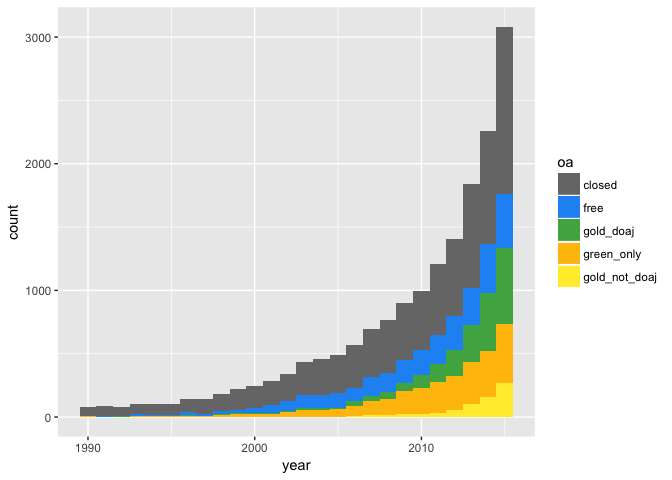 3000
2000
1000
0
count
1990
2000
2010
year
oa
closed
free
gold_doaj
green_only
gold_not_doaj